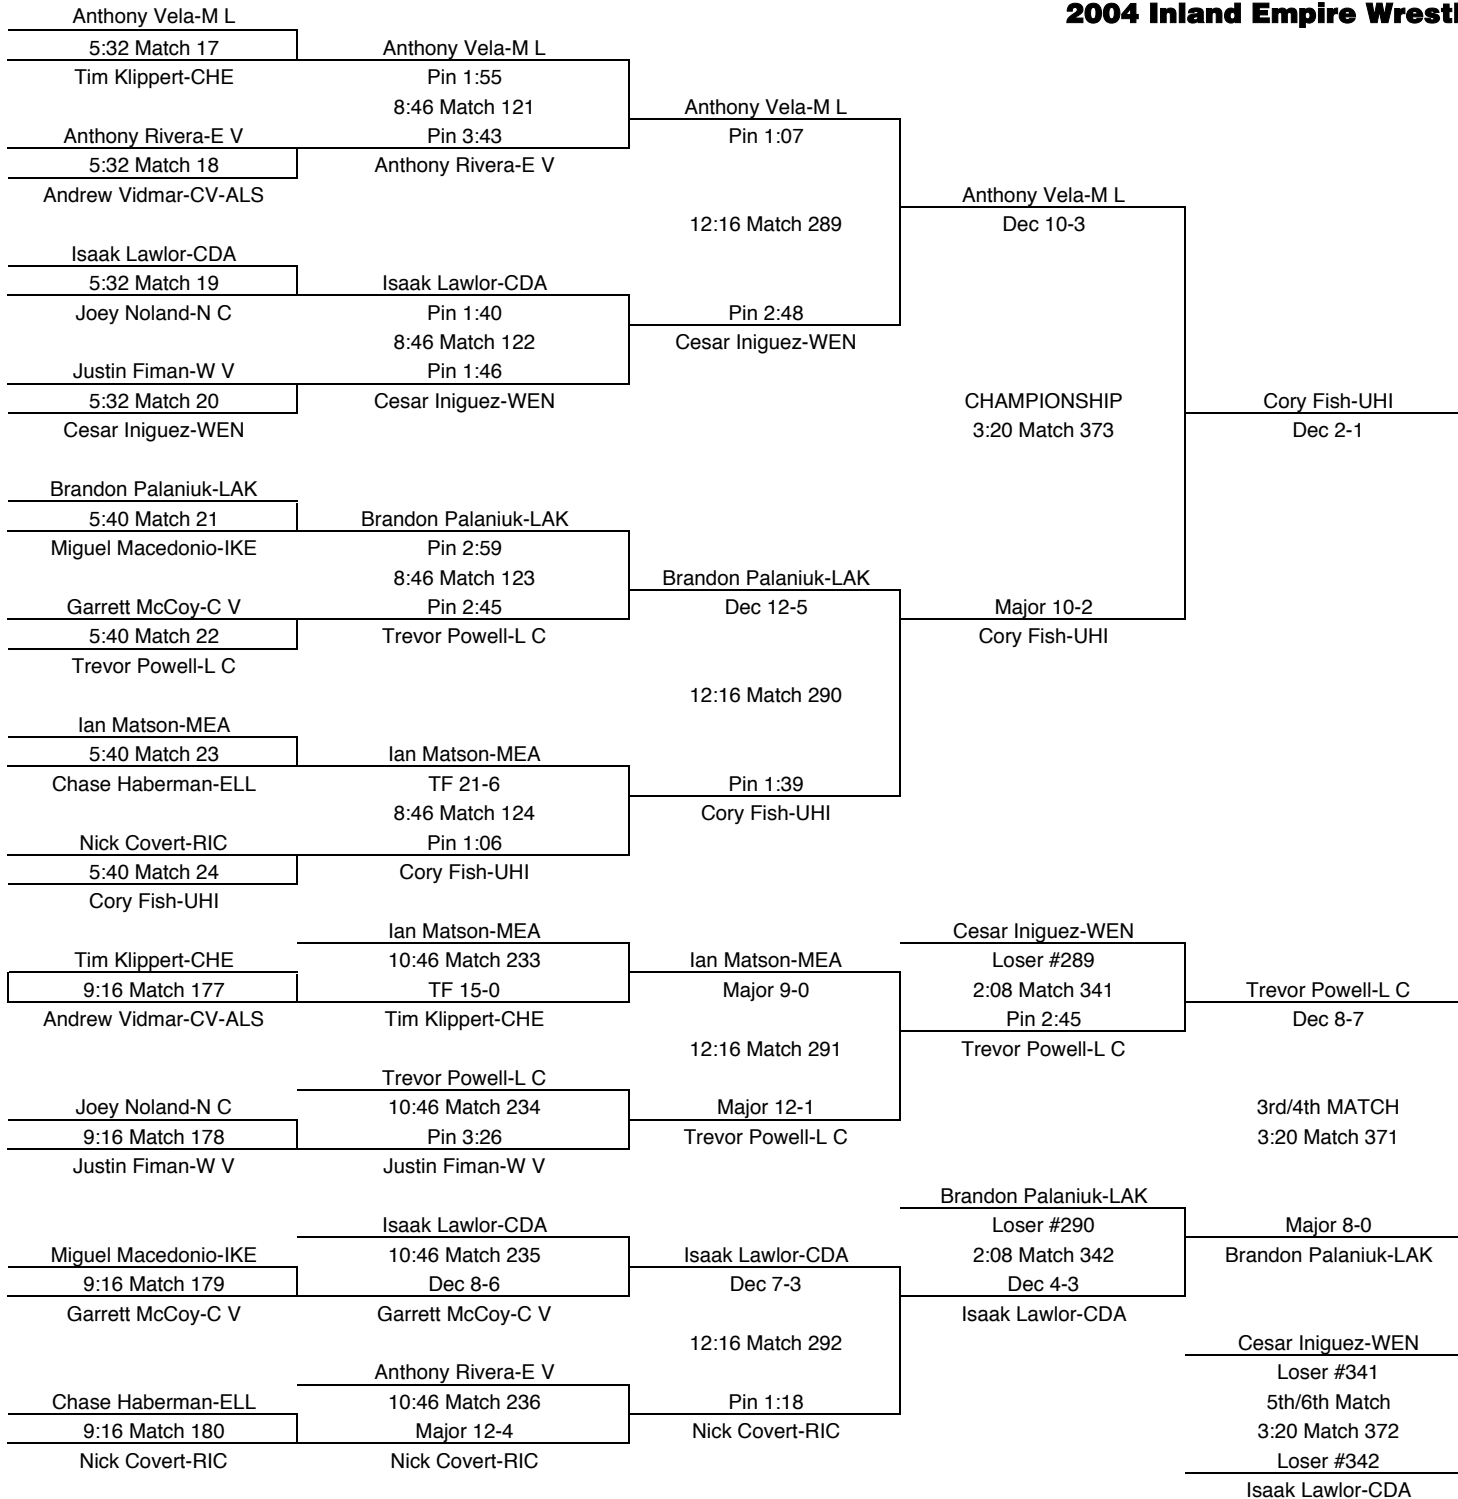 2004 Inland Empire Wrestl
Anthony Vela-M L
5:32 Match 17
Tim Klippert-CHE
Anthony Rivera-E V
5:32 Match 18
Andrew Vidmar-CV-ALS
Isaak Lawlor-CDA
5:32 Match 19
Joey Noland-N C
Justin Fiman-W V
5:32 Match 20
Cesar Iniguez-WEN
Brandon Palaniuk-LAK
5:40 Match 21
Miguel Macedonio-IKE
Garrett McCoy-C V
5:40 Match 22
Trevor Powell-L C
Ian Matson-MEA
5:40 Match 23
Chase Haberman-ELL
Nick Covert-RIC
5:40 Match 24
Cory Fish-UHI
Anthony Vela-M L
Pin 1:55
8:46 Match 121
Pin 3:43
Anthony Rivera-E V
Isaak Lawlor-CDA
Pin 1:40
8:46 Match 122
Pin 1:46
Cesar Iniguez-WEN
Brandon Palaniuk-LAK
Pin 2:59
8:46 Match 123
Pin 2:45
Trevor Powell-L C
Ian Matson-MEA
TF 21-6
8:46 Match 124
Pin 1:06
Cory Fish-UHI
Anthony Vela-M L
Pin 1:07
12:16 Match 289
Pin 2:48
Cesar Iniguez-WEN
Brandon Palaniuk-LAK
Dec 12-5
12:16 Match 290
Pin 1:39
Cory Fish-UHI
Anthony Vela-M L
Dec 10-3
CHAMPIONSHIP
3:20 Match 373
Major 10-2
Cory Fish-UHI
Cory Fish-UHI
Dec 2-1
Tim Klippert-CHE
9:16 Match 177
Andrew Vidmar-CV-ALS
Joey Noland-N C
9:16 Match 178
Justin Fiman-W V
Miguel Macedonio-IKE
9:16 Match 179
Garrett McCoy-C V
Chase Haberman-ELL
9:16 Match 180
Nick Covert-RIC
Ian Matson-MEA
10:46 Match 233
TF 15-0
Tim Klippert-CHE
Trevor Powell-L C
10:46 Match 234
Pin 3:26
Justin Fiman-W V
Isaak Lawlor-CDA
10:46 Match 235
Dec 8-6
Garrett McCoy-C V
Anthony Rivera-E V
10:46 Match 236
Major 12-4
Nick Covert-RIC
Ian Matson-MEA
Major 9-0
12:16 Match 291
Major 12-1
Trevor Powell-L C
Isaak Lawlor-CDA
Dec 7-3
12:16 Match 292
Pin 1:18
Nick Covert-RIC
Cesar Iniguez-WEN
Loser #289
2:08 Match 341
Pin 2:45
Trevor Powell-L C
Brandon Palaniuk-LAK
Loser #290
2:08 Match 342
Dec 4-3
Isaak Lawlor-CDA
Trevor Powell-L C
Dec 8-7
3rd/4th MATCH
3:20 Match 371
Major 8-0
Brandon Palaniuk-LAK
Cesar Iniguez-WEN
Loser #341
5th/6th Match
3:20 Match 372
Loser #342
Isaak Lawlor-CDA